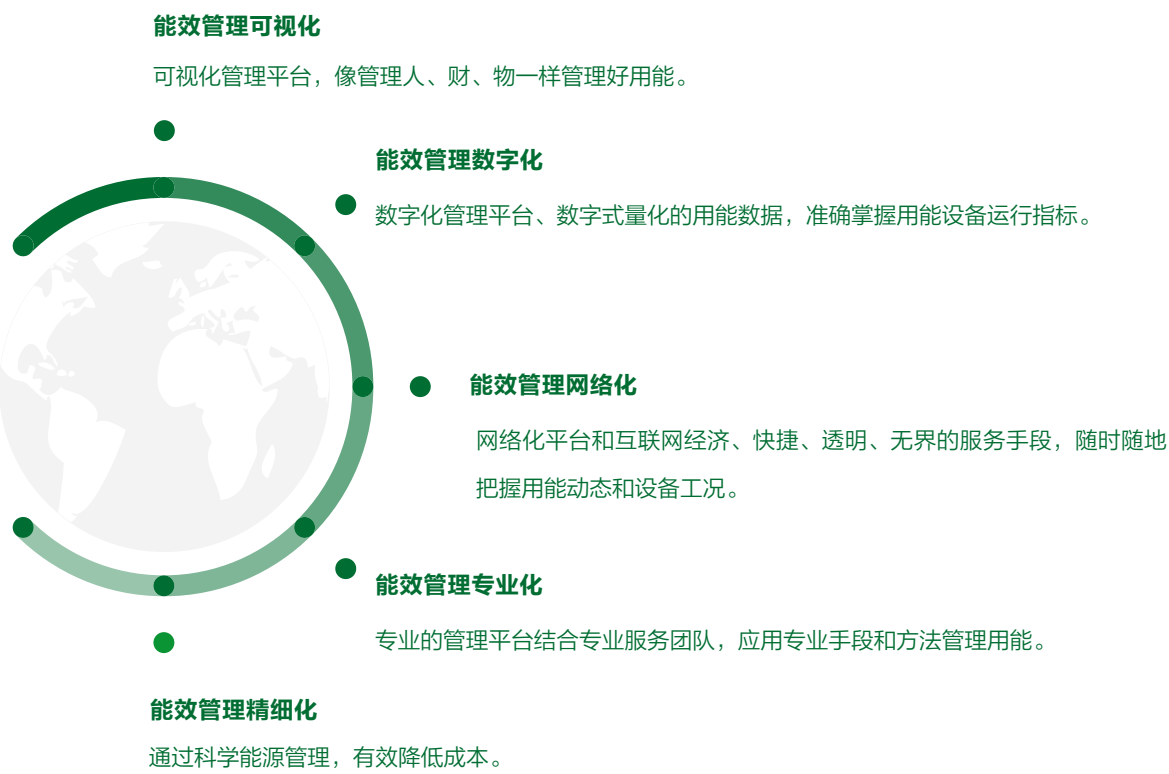 能效管理可视化
可视化管理平台，像管理人、财、物一样管理好用能。
能效管理数字化
数字化管理平台、数字式量化的用能数据，准确掌握用能设备运行指标。
能效管理网络化
网络化平台和互联网经济、快捷、透明、无界的服务手段，随时随地
把握用能动态和设备工况。
能效管理专业化
专业的管理平台结合专业服务团队，应用专业手段和方法管理用能。
能效管理精细化
通过科学能源管理，有效降低成本。